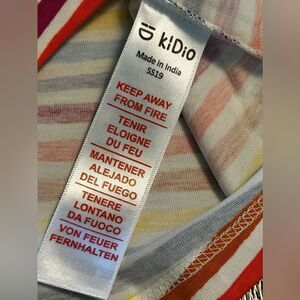 kIDio
Made in India
SS19
KEEP AWAY
FROM FIRE
TENIR
ELOIGNE
DU FEU
MANTENER
ALEJADO
DEL FUEGO
TENERE
LONTANO
DA FUOCO
VON FEUER
FERNHALTEN